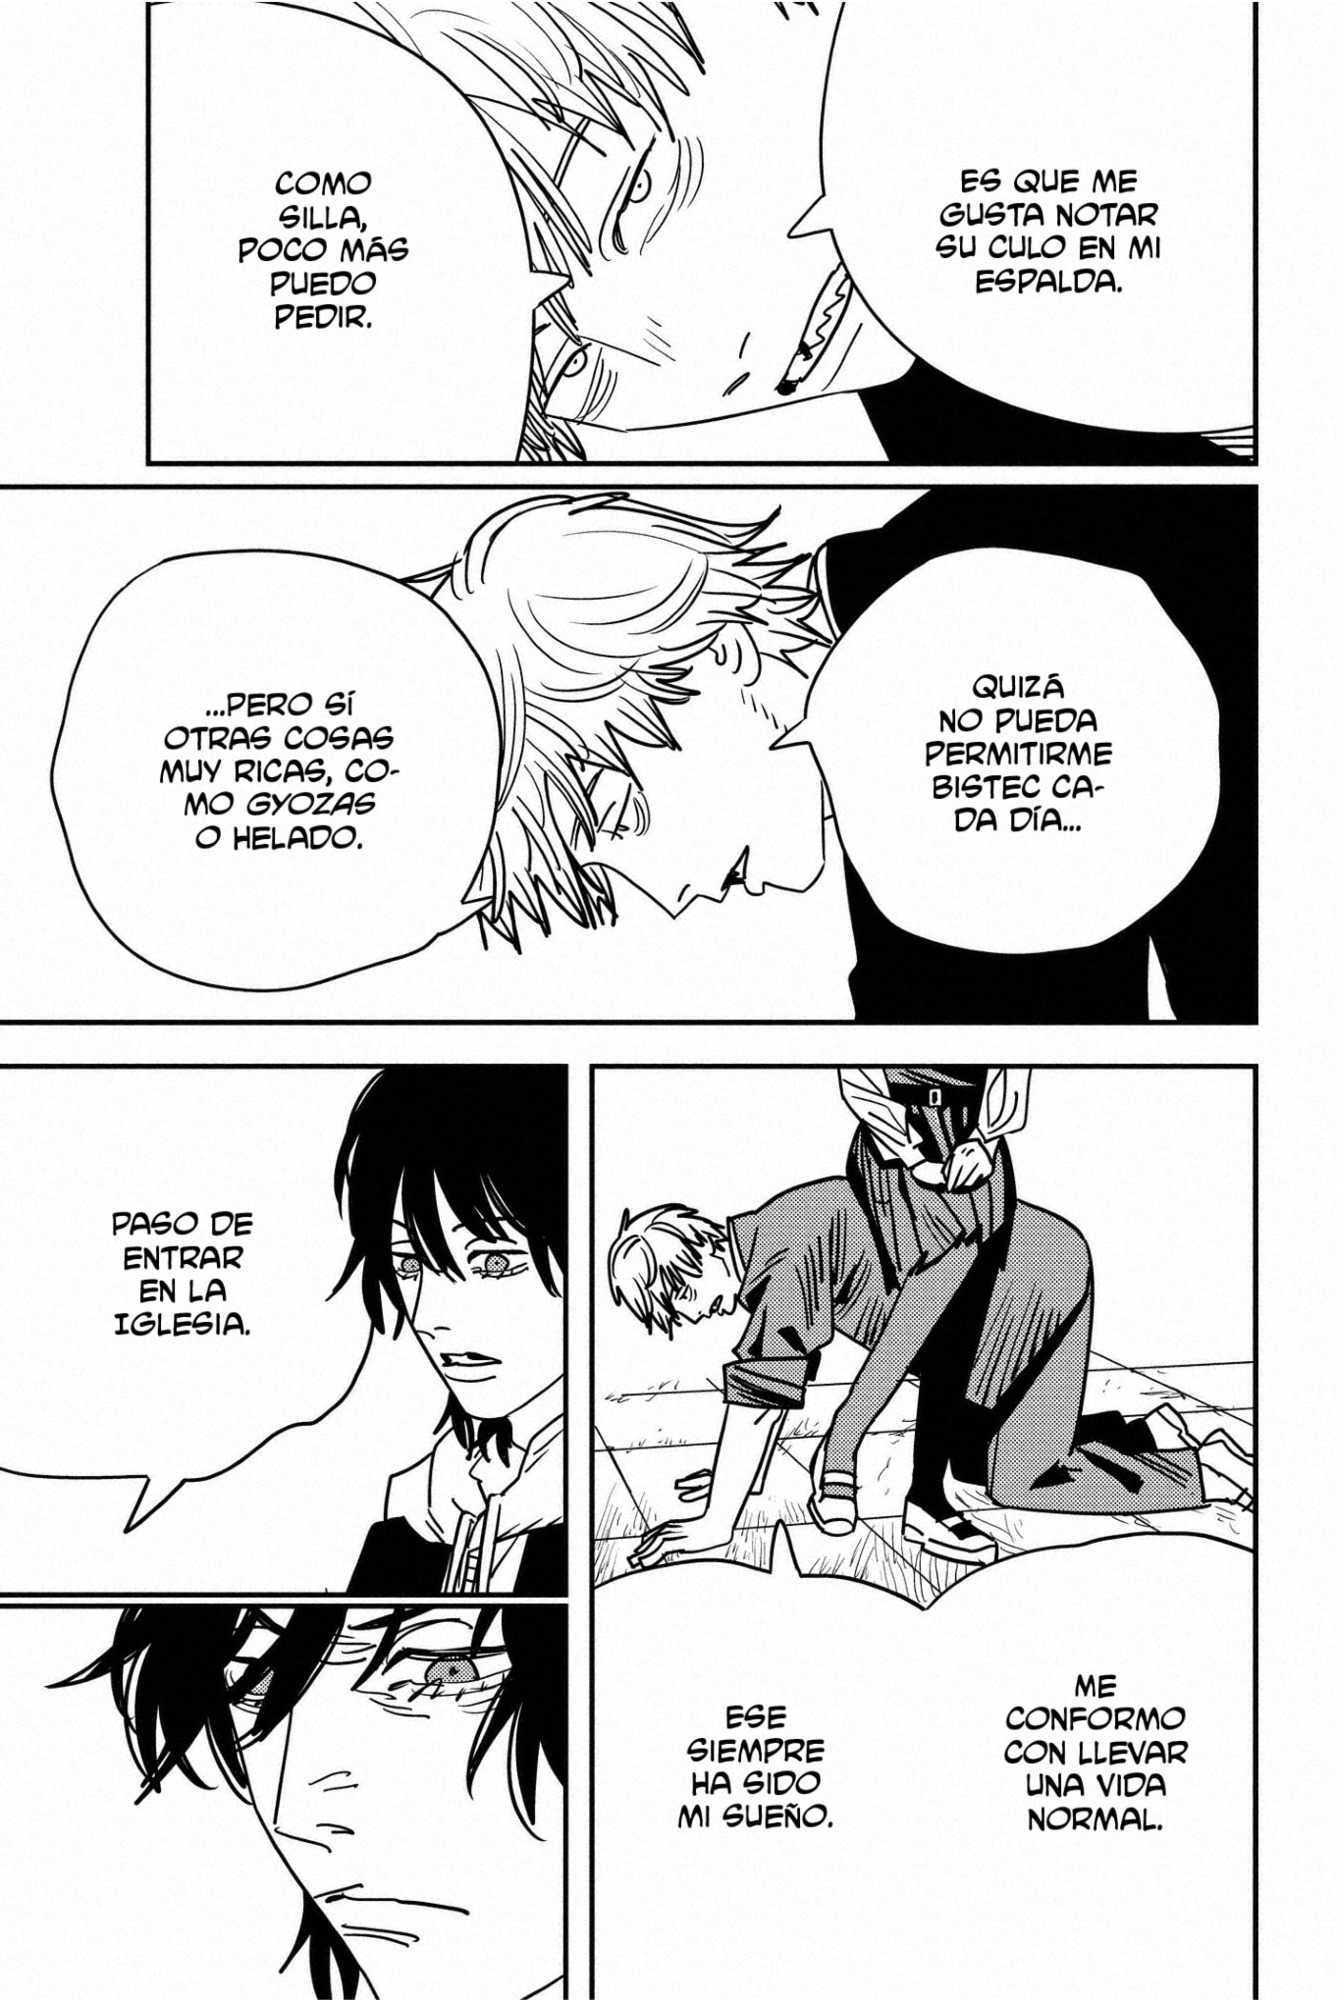 ES QUE ME
GUSTA NOTAR
SU CULO EN MI
ESPALDA.
COMO
SILLA,
POCO MÁS
PUEDO
PEDIR.
QUIZÁ
NO PUEDA
PERMITIRME
BISTEC CA-
DA DÍA...
...PERO SÍ
OTRAS COSAS
MUY RICAS, CO-
MO GYOZAS
O HELADO.
ME
CONFORMO
CON LLEVAR
UNA VIDA
NORMAL.
ESE
SIEMPRE
HA SIDO
MI SUEÑO.
PASO DE
ENTRAR
EN LA
IGLESIA.